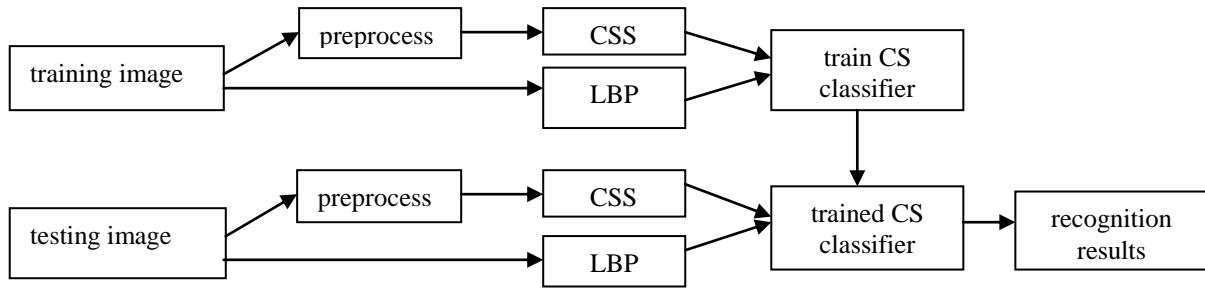 preprocess
CSS
training image
LBP
train CS
classifier
preprocess
CSS
testing image
LBP
trained CS
classifier
recognition
results